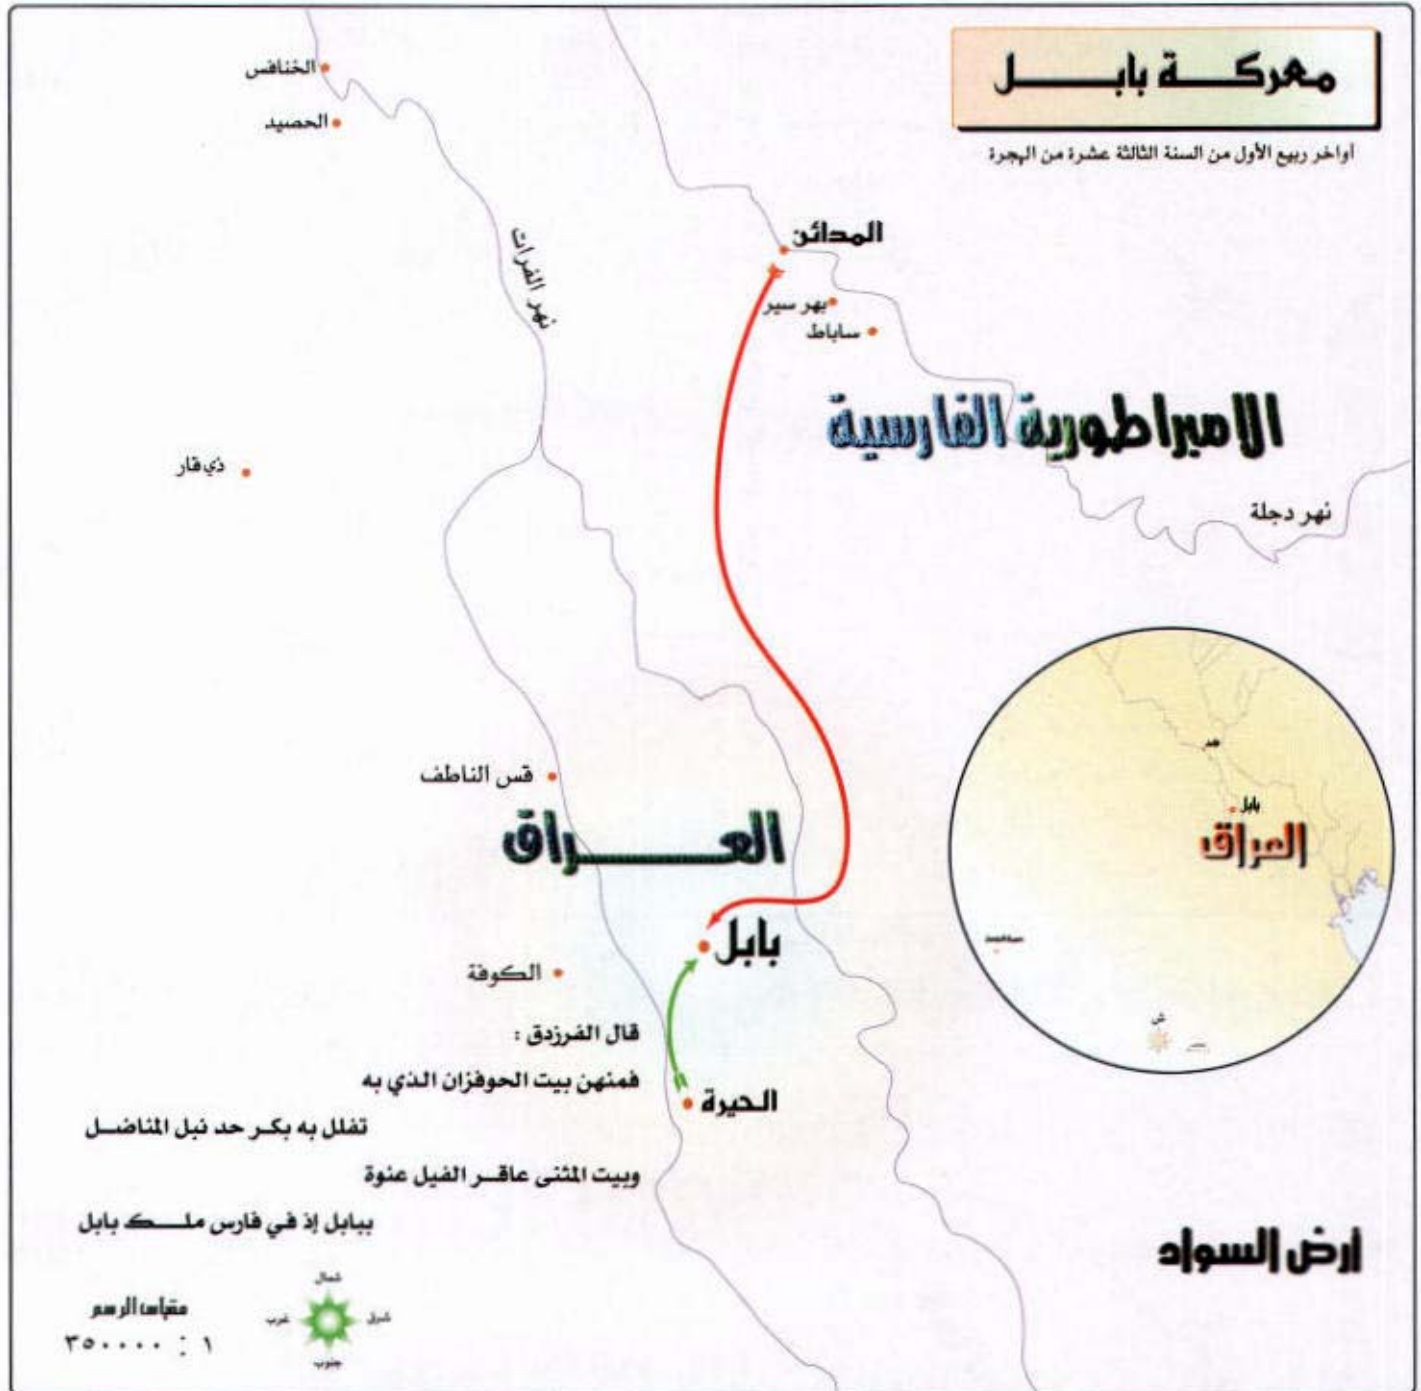 معركة بابل
أواخر ربيع الأول من السنة الثالثة عشرة من الهجرة
الخنافس
الحصيد
نهر الفرات
المدائن
بهر سير
ساباط
الامبراطورية الفارسية
ذي قار
نهر دجلة
قس الناطف
العراق
بابل
العراق
بابل
الكوفة
الحيرة
قال الفرزدق :
فمنهن بيت الحوفزان الذي به
تفلل به بكر حد نبل المناضل
وبيت المثنى عاقر الفيل عنوة
ببابل إذ في فارس ملك بابل
ش
أرض السواد
شمال
شرق
غرب
جنوب
مقياس الرسم
١ : ٣٥٠٠٠٠